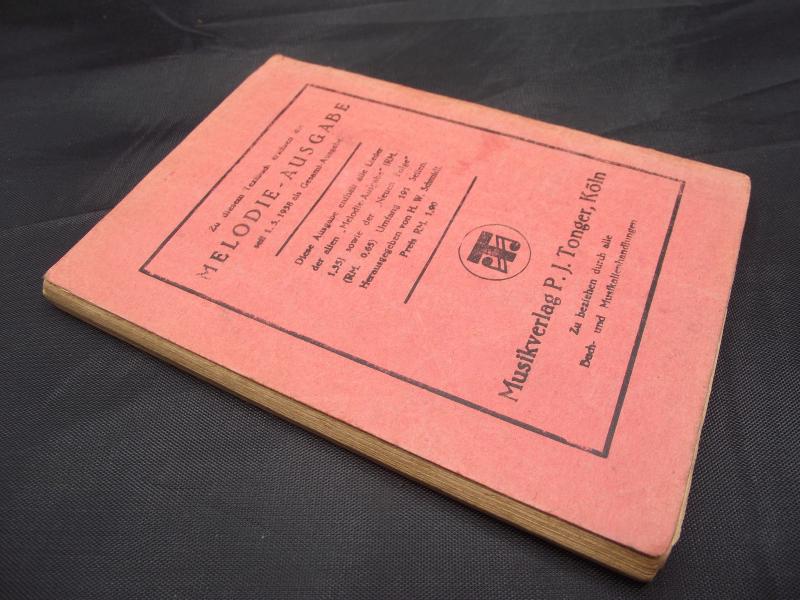 Zu diesem Textbuch erschien die
MELODIE-AUSGABE
seit 1. 5. 1938 als Gesamt-Ausgabe
Diese Ausgabe enthält alle Lieder
der alten „Melodie-Ausgabe" (RM.
1,35) sowie der „Neuen Folge"
(RM. 0,65) Umfang 191 Seiten.
Herausgegeben von H. W. Schmidt.
Preis RM. 1,90
PJT
Musikverlag P. J. Tonger, Köln
Zu beziehen durch alle
Buch- und Musikalienhandlungen